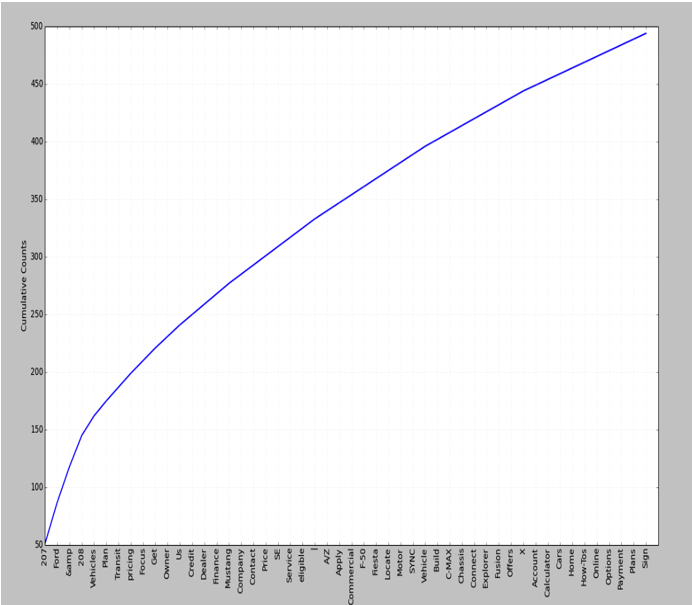 500
450
400
350
300
250
200
150
100
50
Cumulative Counts
207
Ford
&amp
208
Vehicles
Plan
Transit
pricing
Focus
Get
Owner
Us
Credit
Dealer
Finance
Mustang
Company
Contact
Price
SE
Service
eligible
|
A/Z
Apply
Commercial
F-50
Fiesta
Locate
Motor
SYNC
Vehicle
Build
C-MAX
Chassis
Connect
Explorer
Fusion
Offers
X
Account
Calculator
Cars
Home
How-Tos
Online
Options
Payment
Plans
Sign